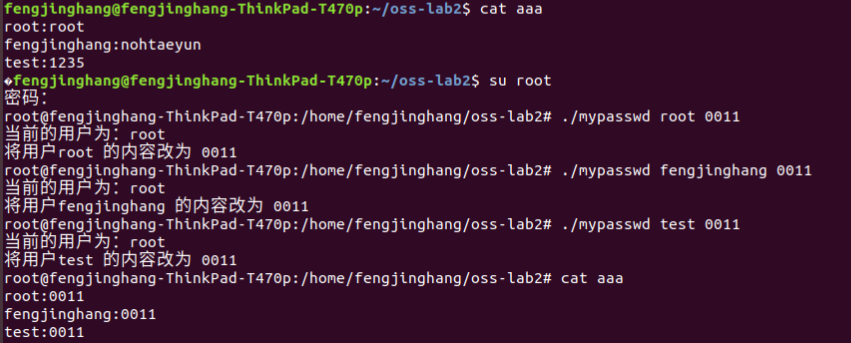 fengjinghang@fengjinghang-ThinkPad-T470p:~/oss-lab2$ cat aaa
root:root
fengjinghang:nohtaeyun
test:1235
�fengjinghang@fengjinghang-ThinkPad-T470p:~/oss-lab2$ su root
密码：
root@fengjinghang-ThinkPad-T470p:/home/fengjinghang/oss-lab2# ./mypasswd root 0011
当前的用户为：root
将用户root 的内容改为 0011
root@fengjinghang-ThinkPad-T470p:/home/fengjinghang/oss-lab2# ./mypasswd fengjinghang 0011
当前的用户为：root
将用户fengjinghang 的内容改为 0011
root@fengjinghang-ThinkPad-T470p:/home/fengjinghang/oss-lab2# ./mypasswd test 0011
当前的用户为：root
将用户test 的内容改为 0011
root@fengjinghang-ThinkPad-T470p:/home/fengjinghang/oss-lab2# cat aaa
root:0011
fengjinghang:0011
test:0011